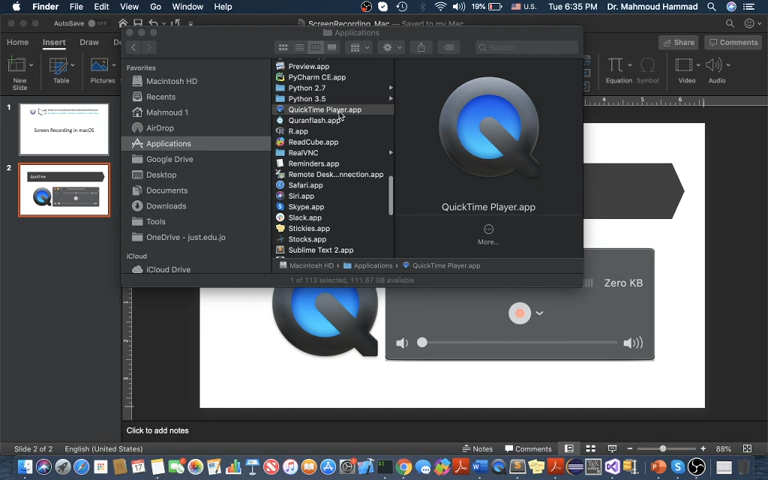 Finder File Edit View Go Window Help 19% U.S. Tue 6:35 PM Dr. Mahmoud Hammad
AutoSave OFF ScreenRecording_Mac — Saved to my Mac
Applications
Home Insert Draw Share Comments
Search
New Slide Table Pictures Equation Symbol Video Audio
Favorites
Macintosh HD
Recents
Mahmoud 1
AirDrop
Applications
Google Drive
Desktop
Documents
Downloads
Tools
OneDrive - just.edu.jo
iCloud
iCloud Drive
Preview.app
PyCharm CE.app
Python 2.7
Python 3.5
QuickTime Player.app
Quranflash.app
R.app
ReadCube.app
RealVNC
Reminders.app
Remote Desk...nnection.app
Safari.app
Siri.app
Skype.app
Slack.app
Stickies.app
Stocks.app
Sublime Text 2.app
QuickTime Player.app
More...
Macintosh HD › Applications › QuickTime Player.app
1 of 112 selected, 111.67 GB available
1
Screen Recording in macOS
2
QuickTime
Zero KB
Click to add notes
Slide 2 of 2 English (United States) Notes Comments 88%